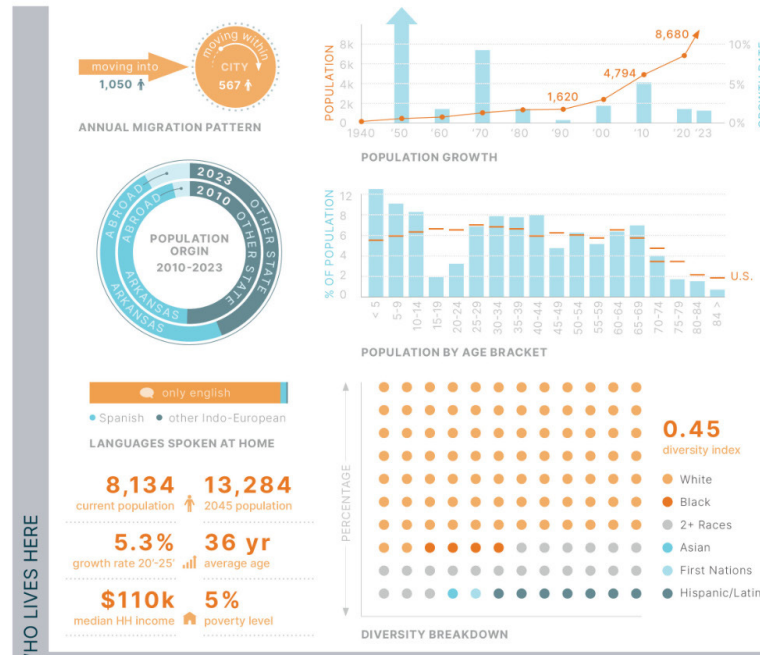 moving into
1,050
moving within
CITY
567
ANNUAL MIGRATION PATTERN
POPULATION
8k
6k
4k
2k
0
1,620
4,794
8,680
10%
5%
0%
1940 '50 '60 '70 '80 '90 '00 '10 '20 '23
POPULATION GROWTH
2023
2010
ABROAD
ABROAD
OTHER STATE
OTHER STATE
ARKANSAS
ARKANSAS
POPULATION
ORGIN
2010-2023
% OF POPULATION
12
8
6
4
2
0
U.S.
< 5 5-9 10-14 15-19 20-24 25-29 30-34 35-39 40-44 45-49 50-54 55-59 60-64 65-69 70-74 75-79 80-84 84 >
POPULATION BY AGE BRACKET
only english
Spanish other Indo-European
LANGUAGES SPOKEN AT HOME
8,134
current population
13,284
2045 population
5.3%
growth rate 20'-25'
36 yr
average age
$110k
median HH income
5%
poverty level
PERCENTAGE
0.45
diversity index
White
Black
2+ Races
Asian
First Nations
Hispanic/Latin
DIVERSITY BREAKDOWN
HO LIVES HERE